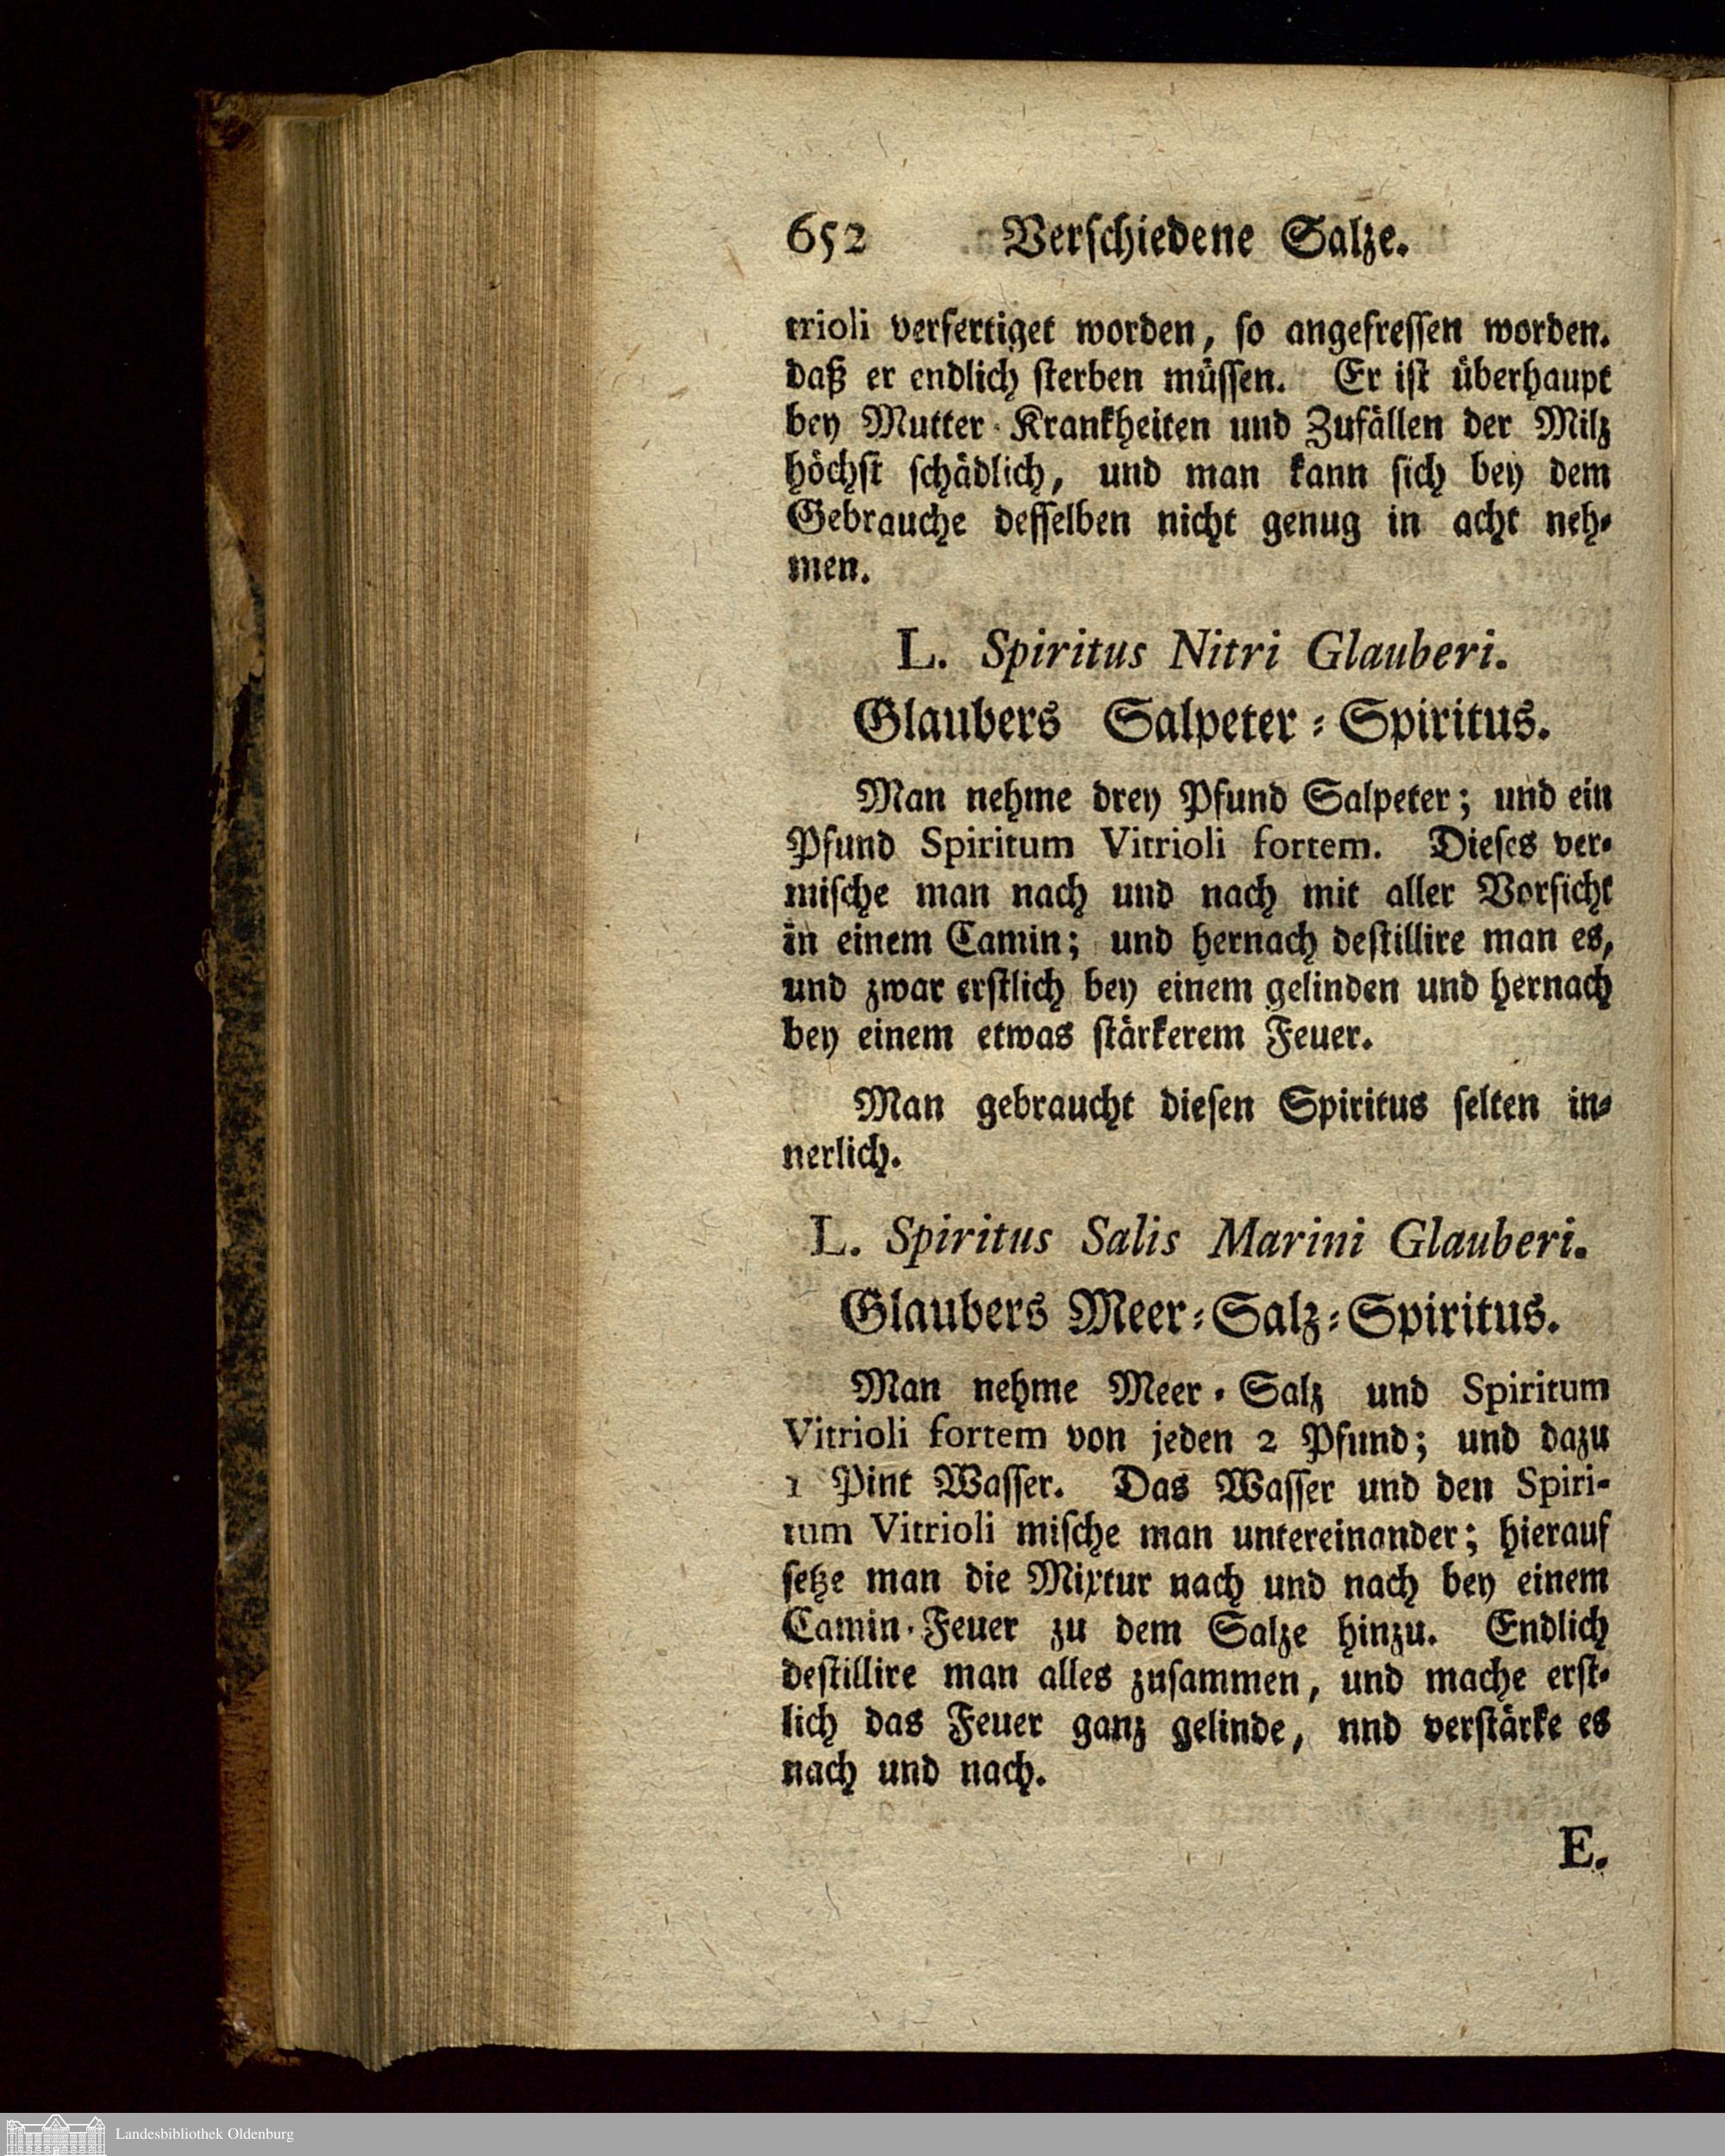 652 Verschiedene Salze.
trioli verfertiget worden, so angefressen worden.
daß er endlich sterben müssen. Er ist überhaupt
bey Mutter-Krankheiten und Zufällen der Milz
höchst schädlich, und man kann sich bey dem
Gebrauche desselben nicht genug in acht neh-
men.
L. Spiritus Nitri Glauberi.
Glaubers Salpeter-Spiritus.
Man nehme drey Pfund Salpeter; und ein
Pfund Spiritum Vitrioli fortem. Dieses ver-
mische man nach und nach mit aller Vorsicht
in einem Camin; und hernach destillire man es,
und zwar erstlich bey einem gelinden und hernach
bey einem etwas stärkerem Feuer.
Man gebraucht diesen Spiritus selten in-
nerlich.
L. Spiritus Salis Marini Glauberi.
Glaubers Meer-Salz-Spiritus.
Man nehme Meer-Salz und Spiritum
Vitrioli fortem von jeden 2 Pfund; und dazu
1 Pint Wasser. Das Wasser und den Spiri-
tum Vitrioli mische man untereinander; hierauf
setze man die Mixtur nach und nach bey einem
Camin-Feuer zu dem Salze hinzu. Endlich
destillire man alles zusammen, und mache erst-
lich das Feuer ganz gelinde, nnd verstärke es
nach und nach.
E.
Landesbibliothek Oldenburg